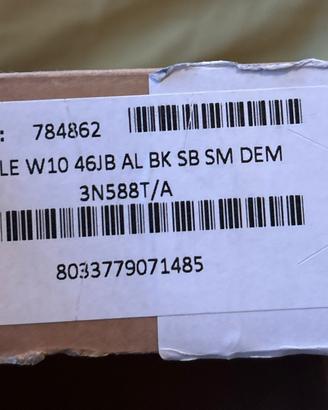 : 784862
LE W10 46JB AL BK SB SM DEM
3N588T/A
8033779071485